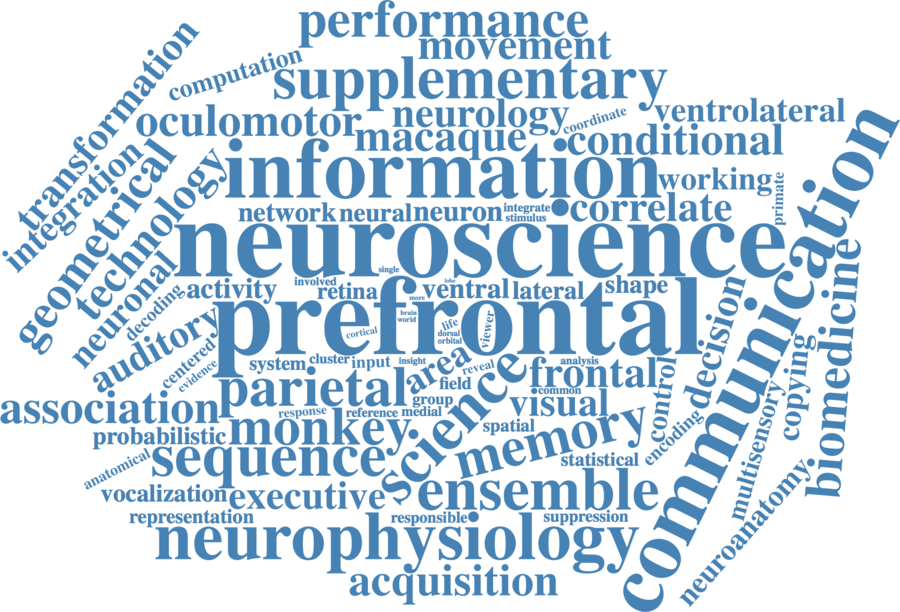 performance
movement
transformation
computation
supplementary
oculomotor
neurology
coordinate
ventrolateral
macaque
conditional
integration
geometrical
technology
information
working
primate
communication
network
neural
neuron
integrate
stimulus
correlate
neuroscience
neuronal
decoding
activity
involved
single
retina
lobe
ventral
lateral
shape
biomedicine
auditory
prefrontal
more
brain
world
cortical
life
dorsal
orbital
viewer
decision
centered
evidence
system
cluster
input
insight
area
reveal
analysis
frontal
control
copying
parietal
field
common
association
group
science
visual
response
reference
medial
multisensory
probabilistic
monkey
spatial
memory
encoding
anatomical
sequence
statistical
vocalization
executive
ensemble
neuroanatomy
representation
responsible
suppression
neurophysiology
acquisition